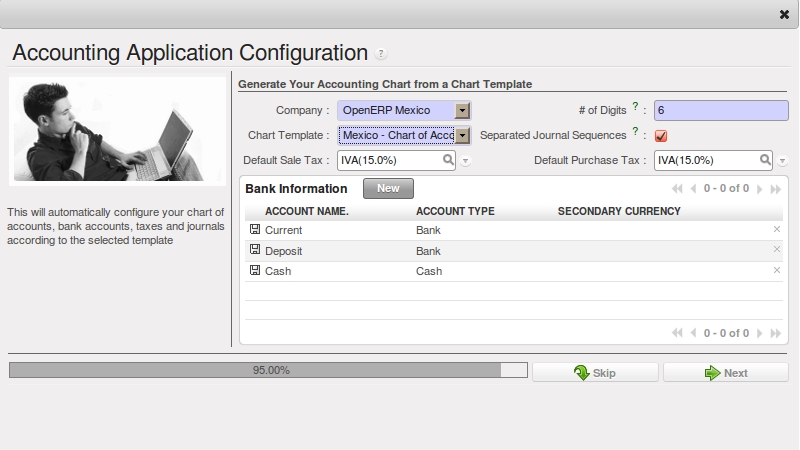 Accounting Application Configuration ?
Generate Your Accounting Chart from a Chart Template
Company : OpenERP Mexico # of Digits ? : 6
Chart Template : Mexico - Chart of Acco Separated Journal Sequences ? :
Default Sale Tax : IVA(15.0%) Default Purchase Tax : IVA(15.0%)
Bank Information New 0 - 0 of 0
ACCOUNT NAME. ACCOUNT TYPE SECONDARY CURRENCY
Current Bank
Deposit Bank
Cash Cash
0 - 0 of 0
This will automatically configure your chart of
accounts, bank accounts, taxes and journals
according to the selected template
95.00% Skip Next